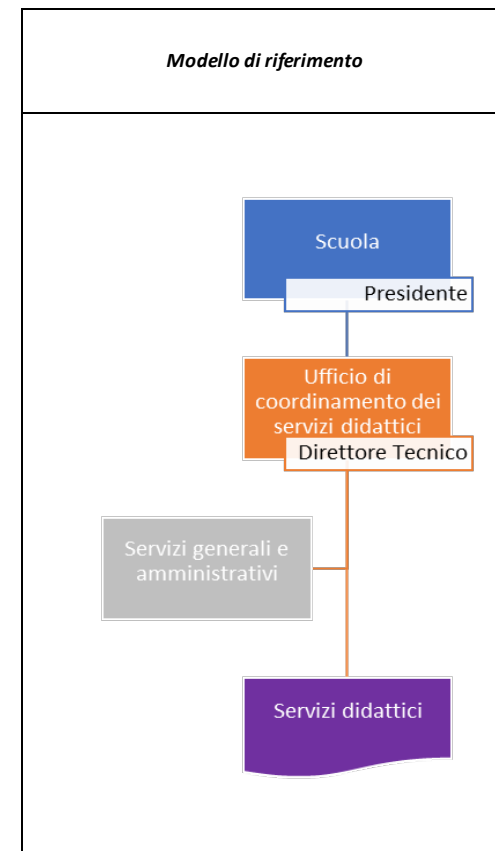 Modello di riferimento
Scuola
Presidente
Ufficio di
coordinamento dei
servizi didattici
Direttore Tecnico
Servizi generali e
amministrativi
Servizi didattici